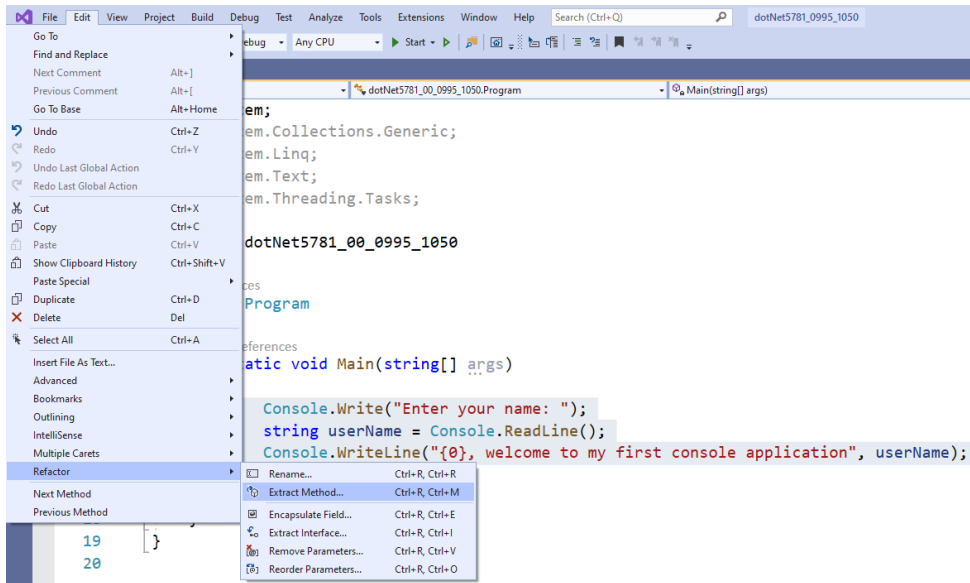 File Edit View Project Build Debug Test Analyze Tools Extensions Window Help Search (Ctrl+Q) dotNet5781_0995_1050
Go To
ebug Any CPU Start
Find and Replace
Next Comment Alt+]
Previous Comment Alt+[
dotNet5781_00_0995_1050.Program Main(string[] args)
Go To Base Alt+Home
em;
Undo Ctrl+Z
em.Collections.Generic;
Redo Ctrl+Y
em.Linq;
Undo Last Global Action
em.Text;
Redo Last Global Action
em.Threading.Tasks;
Cut Ctrl+X
Copy Ctrl+C
Paste Ctrl+V
dotNet5781_00_0995_1050
Show Clipboard History Ctrl+Shift+V
Paste Special
ces
Duplicate Ctrl+D
Program
Delete Del
Select All Ctrl+A
eferences
Insert File As Text...
atic void Main(string[] args)
Advanced
Bookmarks
Console.Write("Enter your name: ");
Outlining
string userName = Console.ReadLine();
IntelliSense
Multiple Carets
Console.WriteLine("{0}, welcome to my first console application", userName);
Refactor
Rename... Ctrl+R, Ctrl+R
Extract Method... Ctrl+R, Ctrl+M
Next Method
Previous Method
Encapsulate Field... Ctrl+R, Ctrl+E
Extract Interface... Ctrl+R, Ctrl+I
19 }
Remove Parameters... Ctrl+R, Ctrl+V
20
Reorder Parameters... Ctrl+R, Ctrl+O